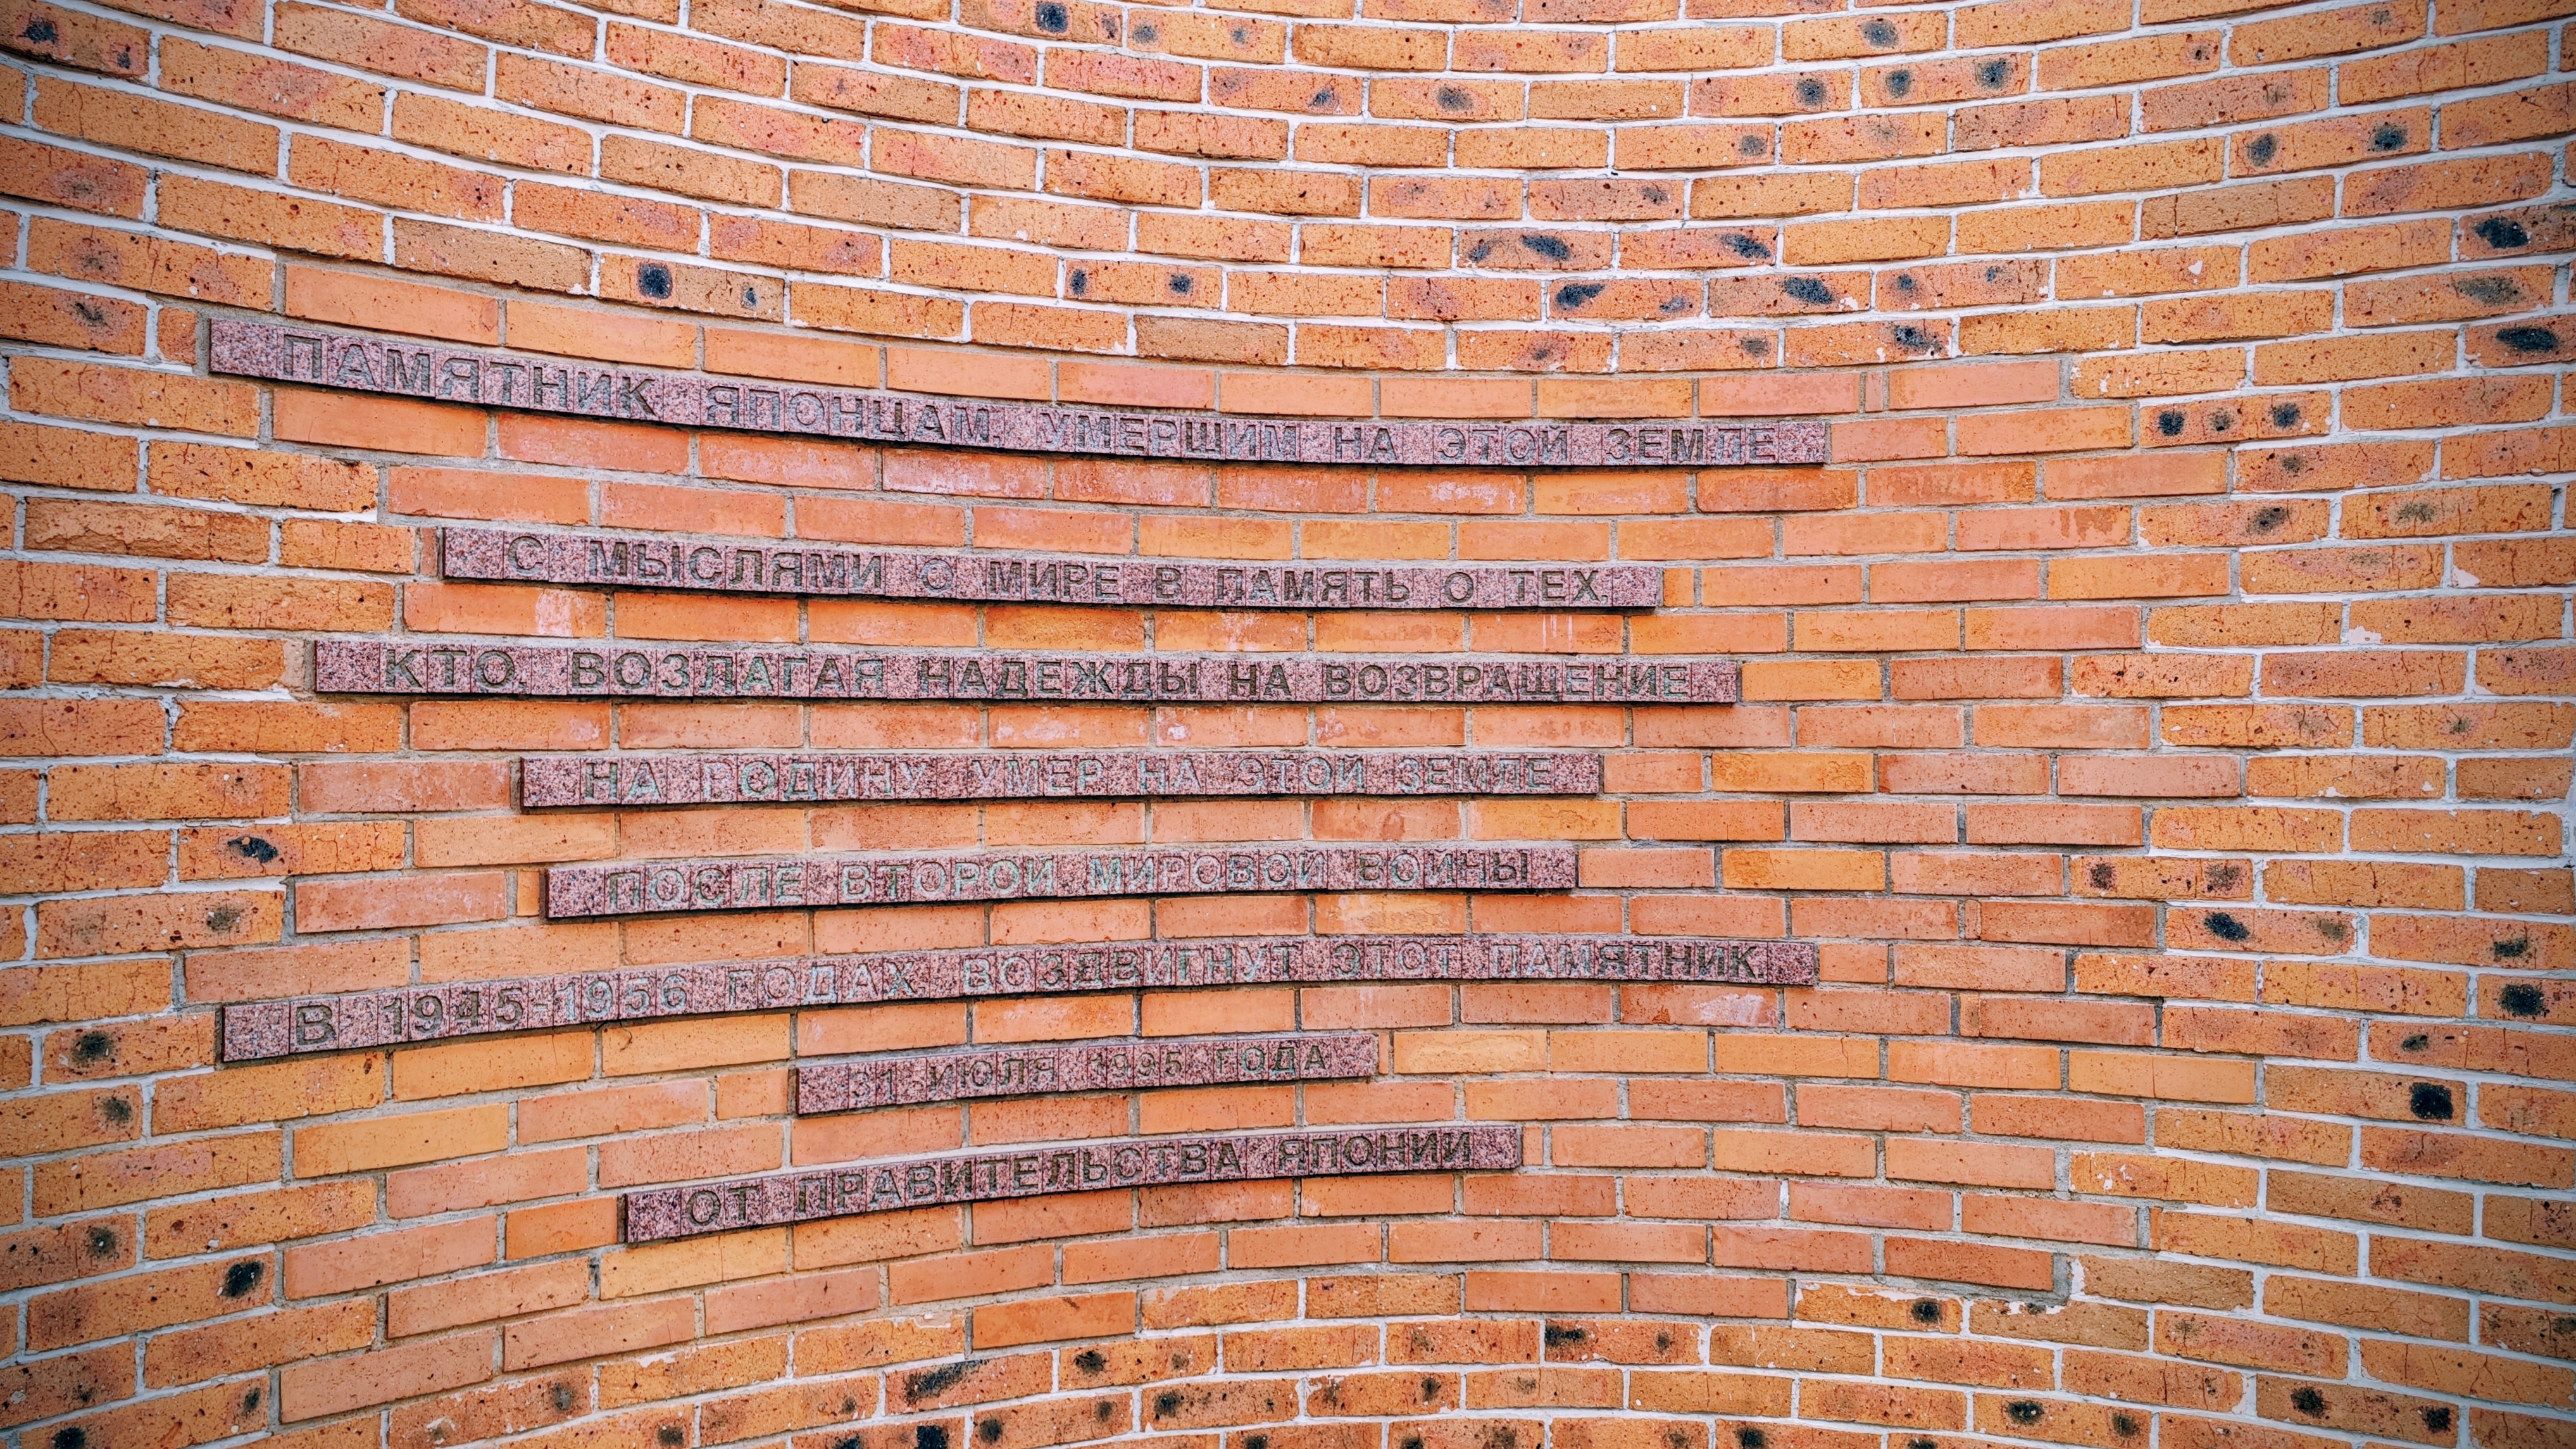 ПАМЯТНИК ЯПОНЦАМ, УМЕРШИМ НА ЭТОЙ ЗЕМЛЕ
С МЫСЛЯМИ О МИРЕ В ПАМЯТЬ О ТЕХ,
КТО, ВОЗЛАГАЯ НАДЕЖДЫ НА ВОЗВРАЩЕНИЕ
НА РОДИНУ УМЕР НА ЭТОЙ ЗЕМЛЕ
ПОСЛЕ ВТОРОЙ МИРОВОЙ ВОЙНЫ
В 1945-1956 ГОДАХ ВОЗДВИГНУТ ЭТОТ ПАМЯТНИК.
31 ИЮЛЯ 1995 ГОДА
ОТ ПРАВИТЕЛЬСТВА ЯПОНИИ